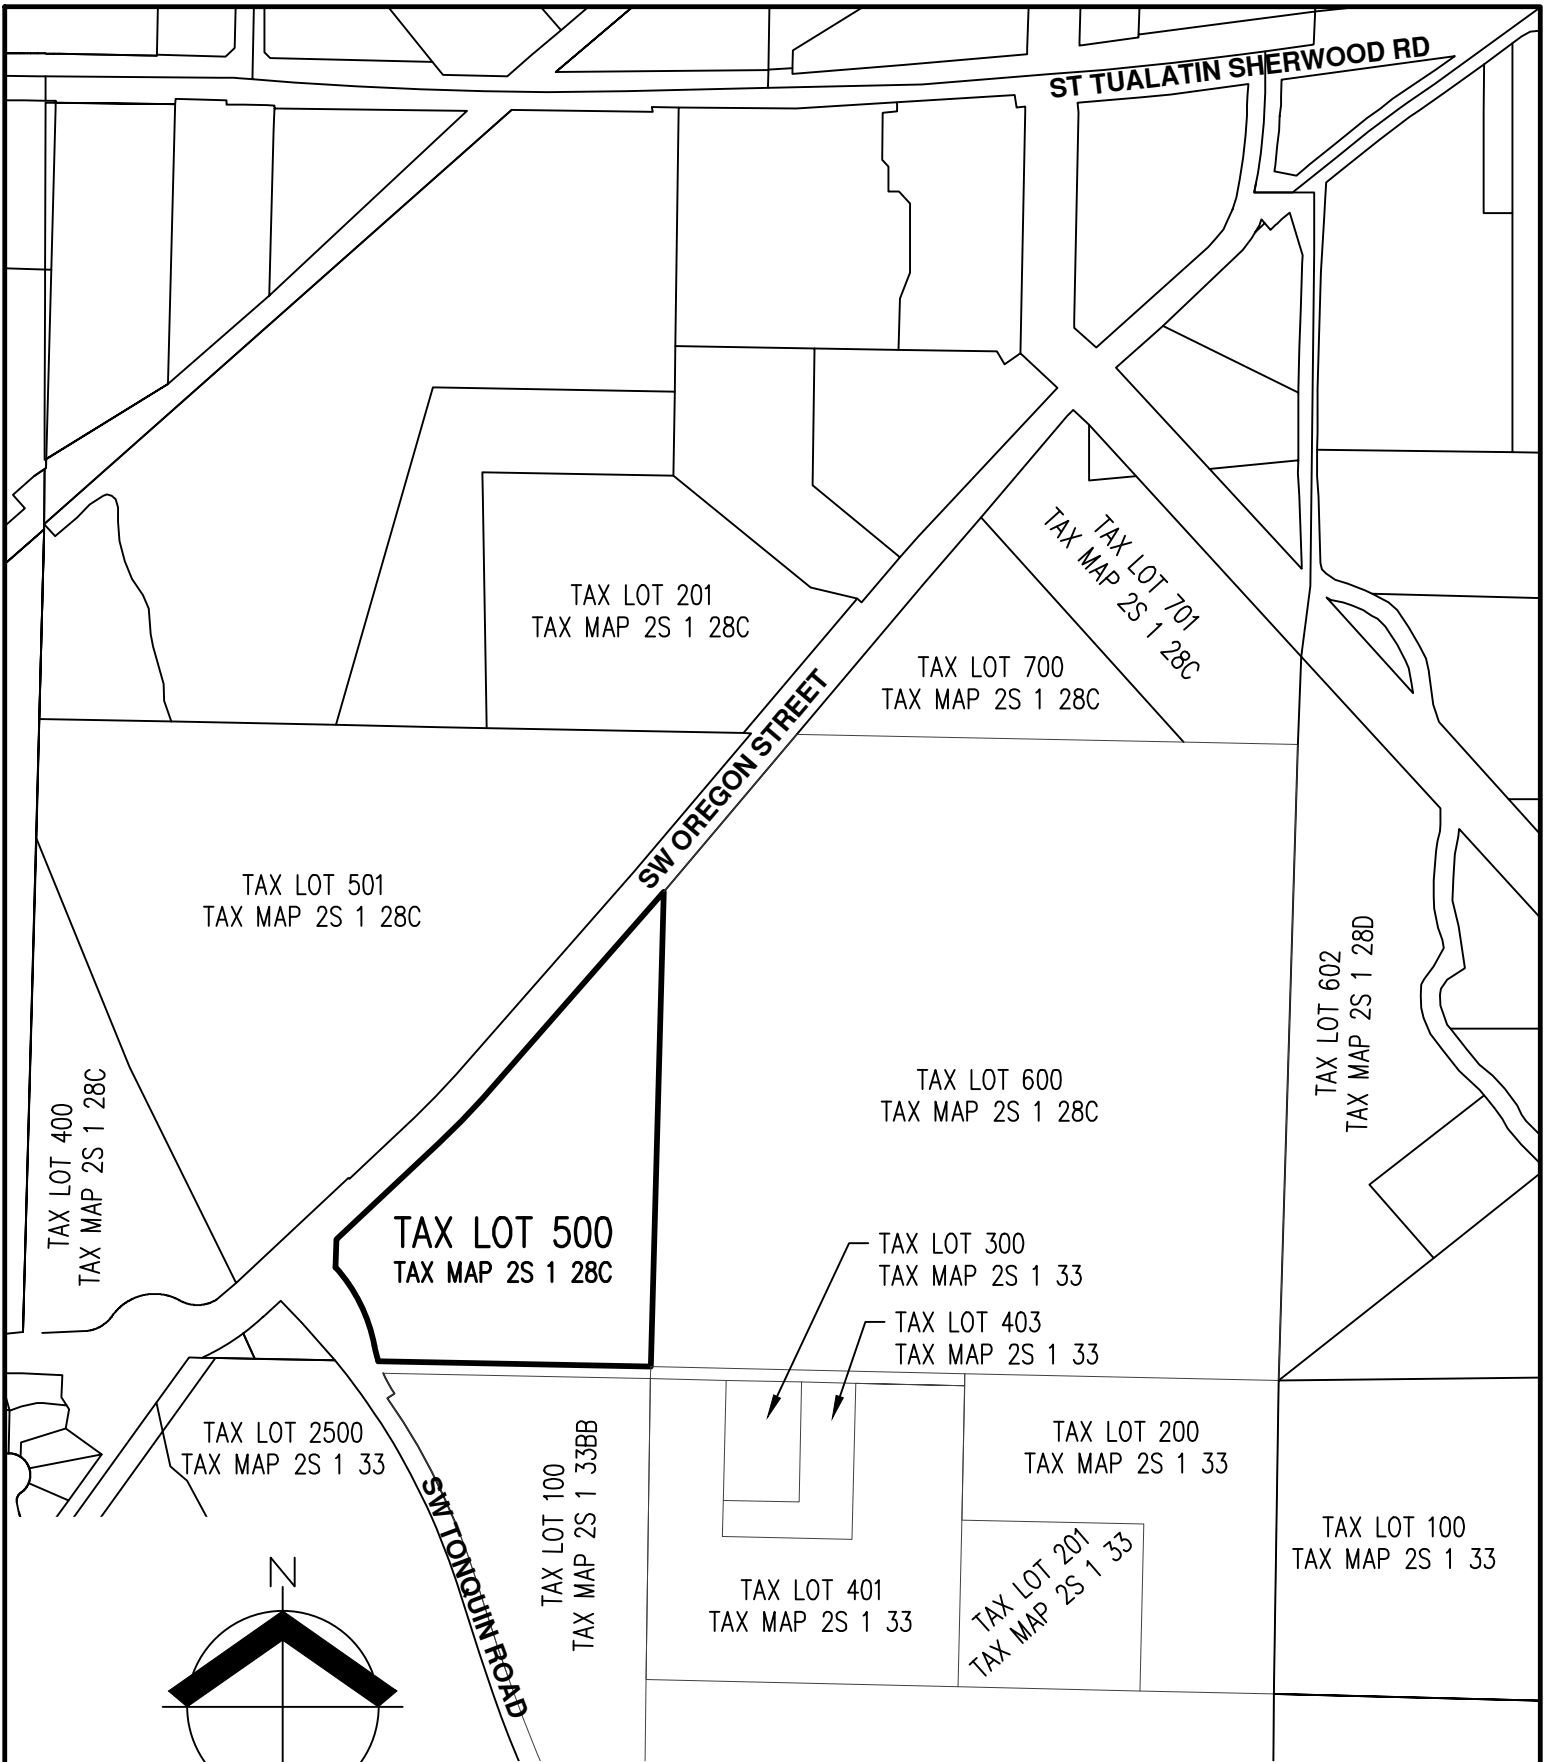 ST TUALATIN SHERWOOD RD
TAX LOT 201
TAX MAP 2S 1 28C
TAX LOT 701
TAX MAP 2S 1 28C
TAX LOT 700
TAX MAP 2S 1 28C
SW OREGON STREET
TAX LOT 501
TAX MAP 2S 1 28C
TAX LOT 602
TAX MAP 2S 1 28D
TAX LOT 600
TAX MAP 2S 1 28C
TAX LOT 400
TAX MAP 2S 1 28C
TAX LOT 500
TAX MAP 2S 1 28C
TAX LOT 300
TAX MAP 2S 1 33
TAX LOT 403
TAX MAP 2S 1 33
TAX LOT 2500
TAX MAP 2S 1 33
SW TONQUIN ROAD
TAX LOT 100
TAX MAP 2S 1 33BB
TAX LOT 200
TAX MAP 2S 1 33
TAX LOT 100
TAX MAP 2S 1 33
TAX LOT 401
TAX MAP 2S 1 33
TAX LOT 201
TAX MAP 2S 1 33
N